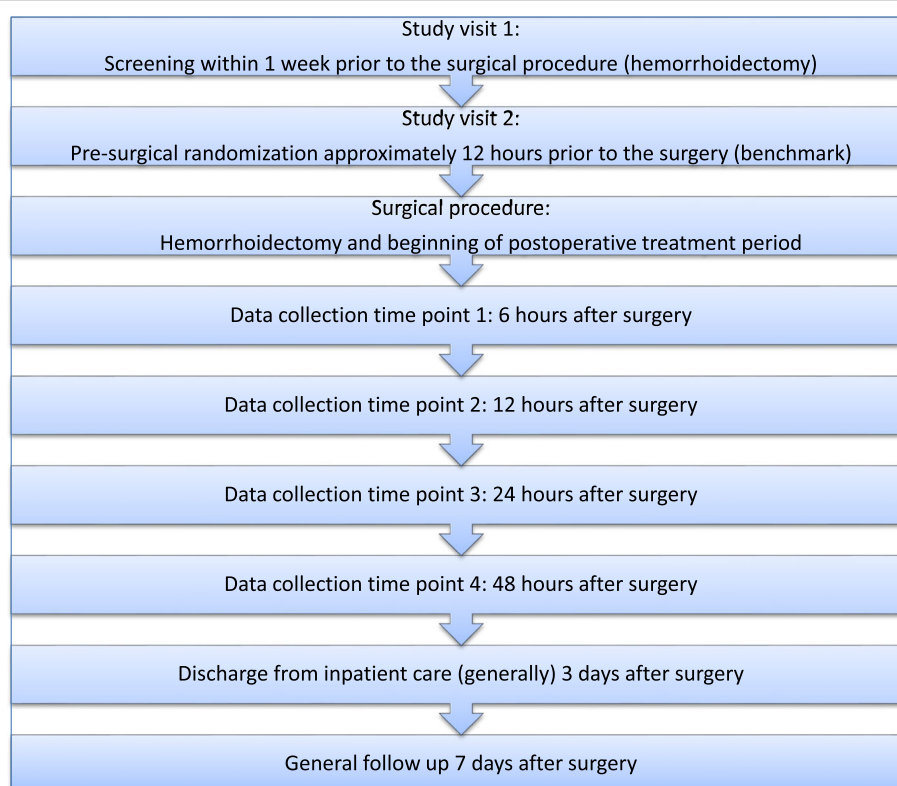 Study visit 1:
Screening within 1 week prior to the surgical procedure (hemorrhoidectomy)
Study visit 2:
Pre-surgical randomization approximately 12 hours prior to the surgery (benchmark)
Surgical procedure:
Hemorrhoidectomy and beginning of postoperative treatment period
Data collection time point 1: 6 hours after surgery
Data collection time point 2: 12 hours after surgery
Data collection time point 3: 24 hours after surgery
Data collection time point 4: 48 hours after surgery
Discharge from inpatient care (generally) 3 days after surgery
General follow up 7 days after surgery